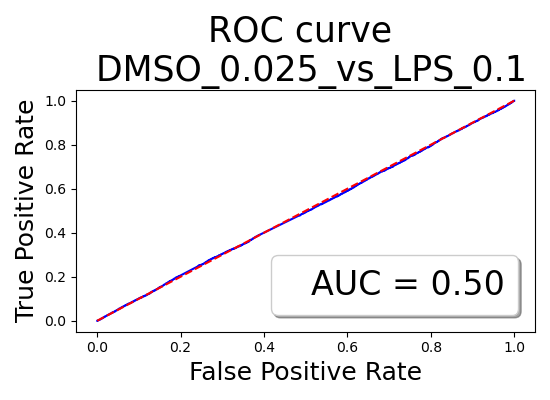 ROC curve
DMSO_0.025_vs_LPS_0.1
True Positive Rate
1.0
0.8
0.6
0.4
0.2
0.0
AUC = 0.50
0.0 0.2 0.4 0.6 0.8 1.0
False Positive Rate